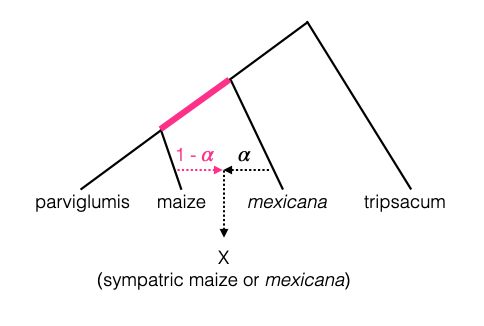 1 - α α
parviglumis maize mexicana tripsacum
X
(sympatric maize or mexicana)